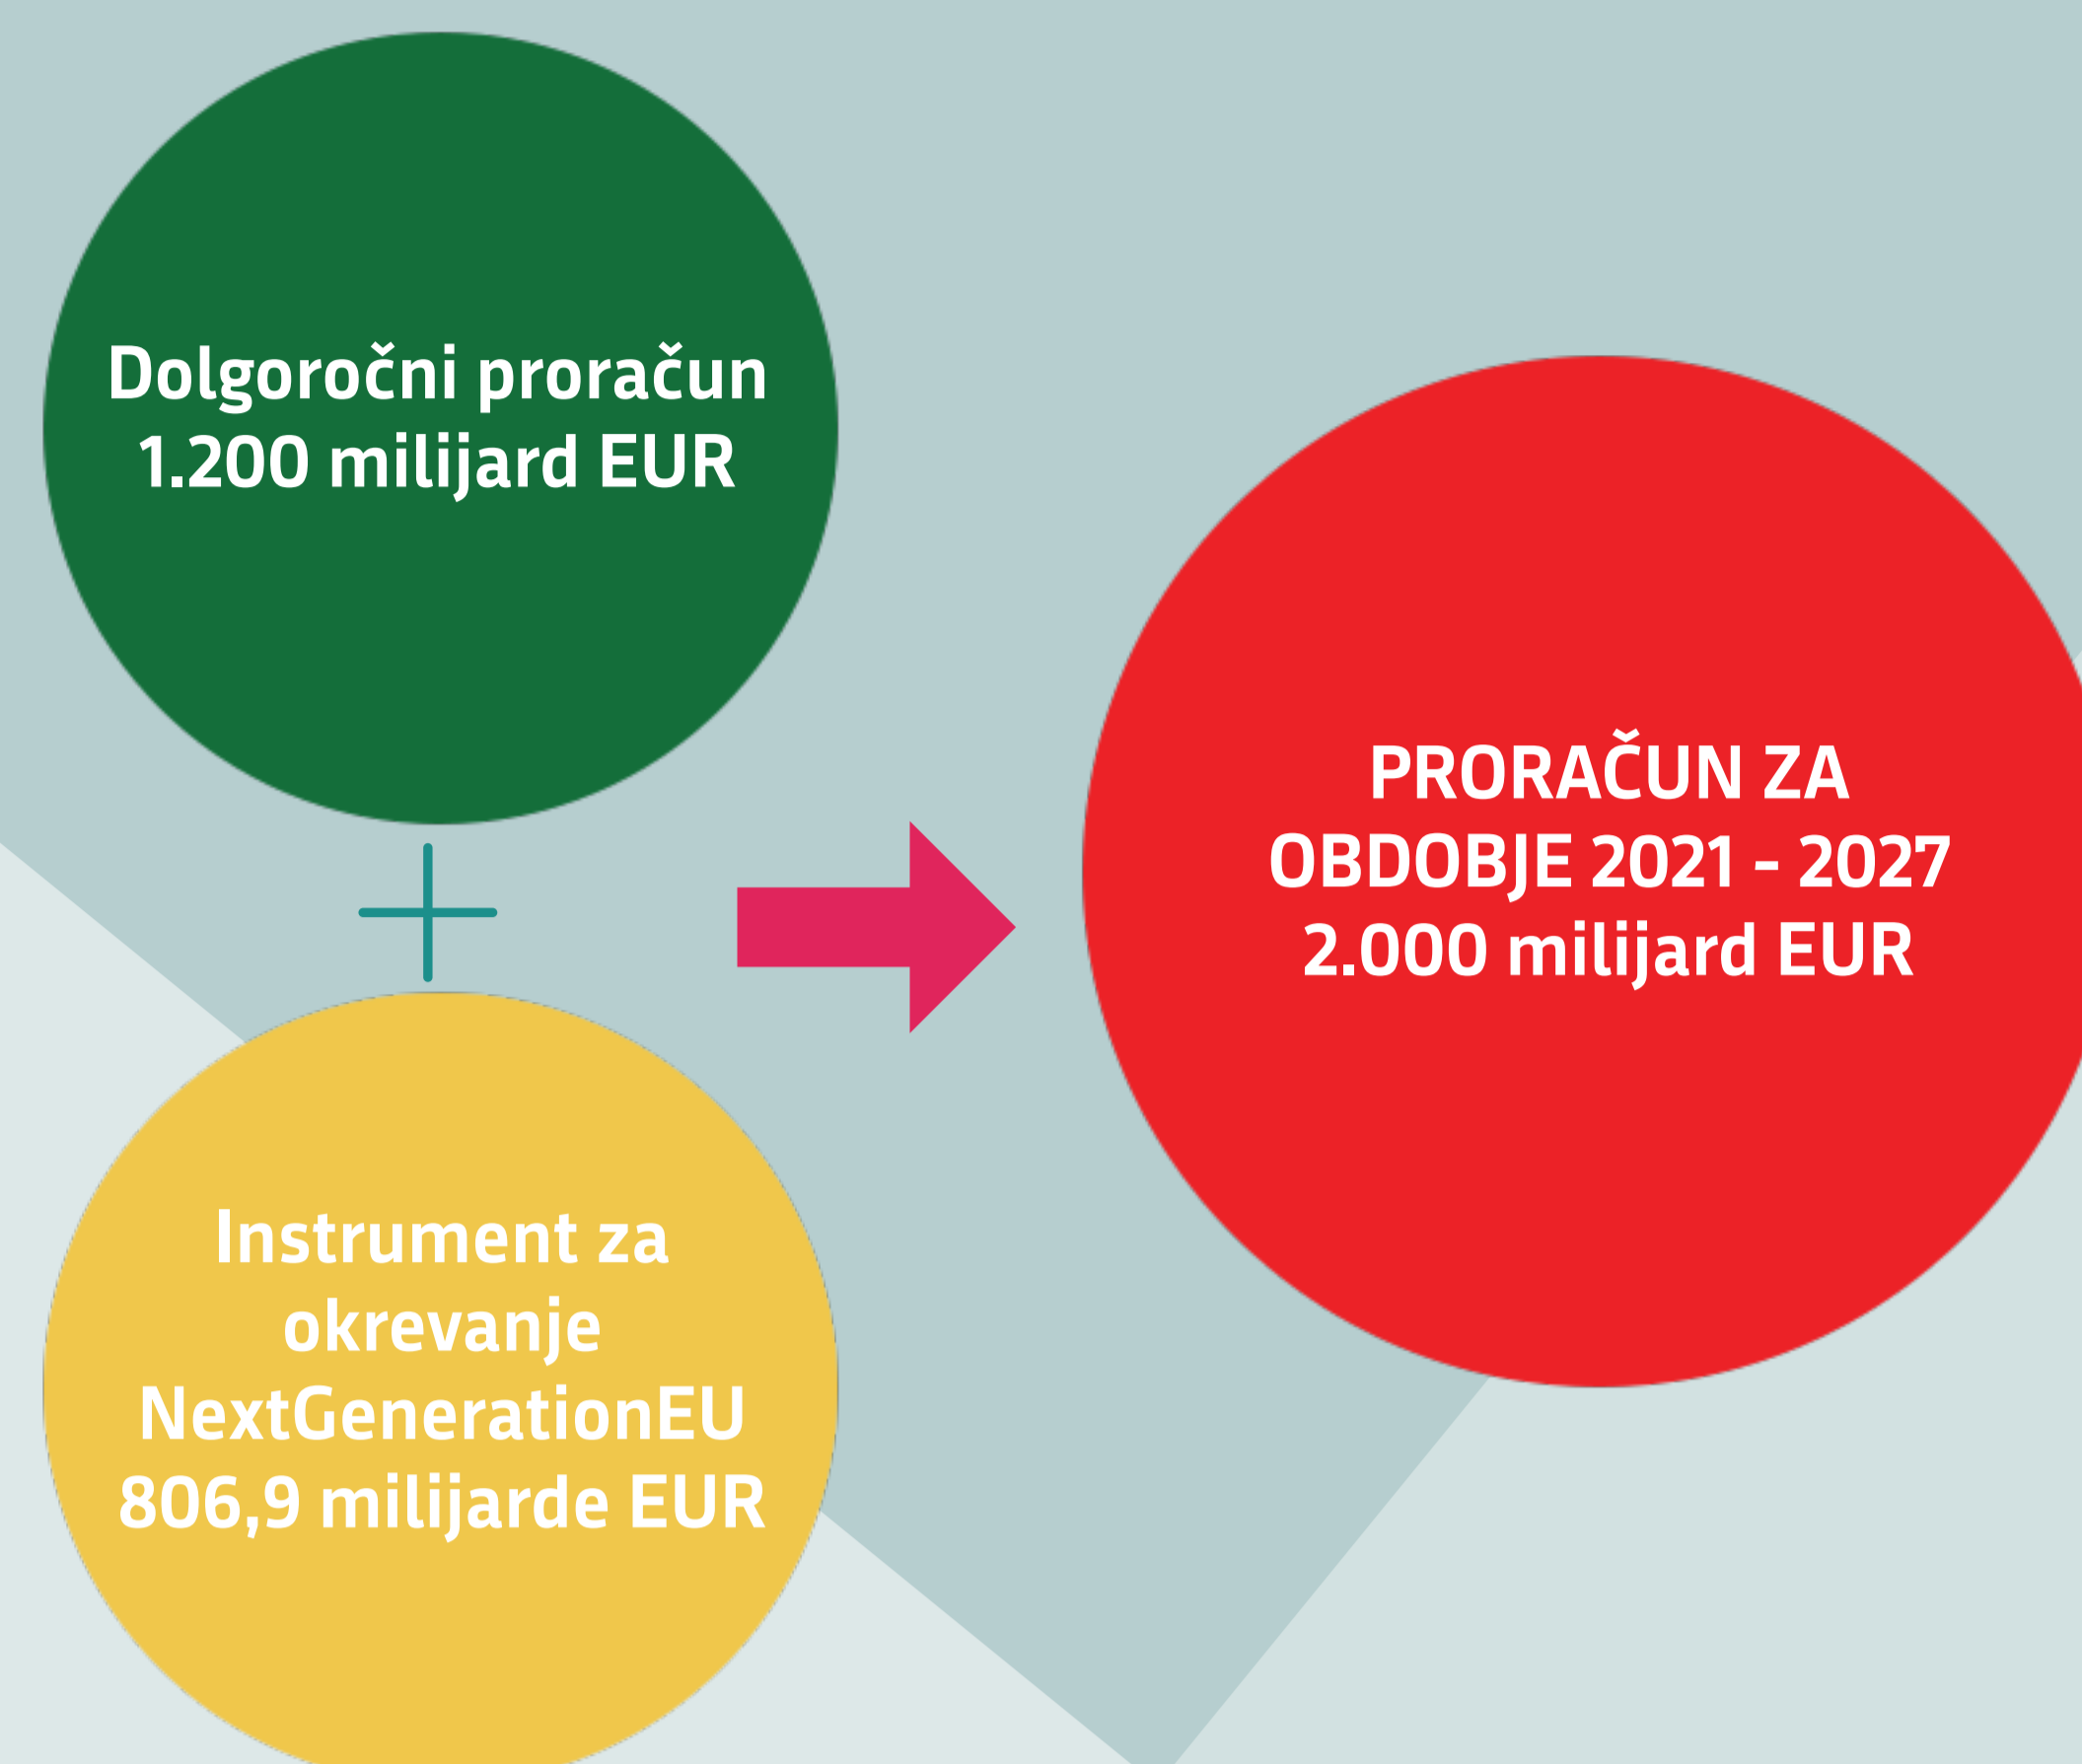 Dolgoročni proračun
1.200 milijard EUR
Instrument za
okrevanje
NextGenerationEU
806,9 milijarde EUR
PRORAČUN ZA
OBDOBJE 2021 - 2027
2.000 milijard EUR